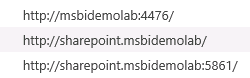 http://msbidemolab:4476/
http://sharepoint.msbidemolab/
http://sharepoint.msbidemolab:5861/